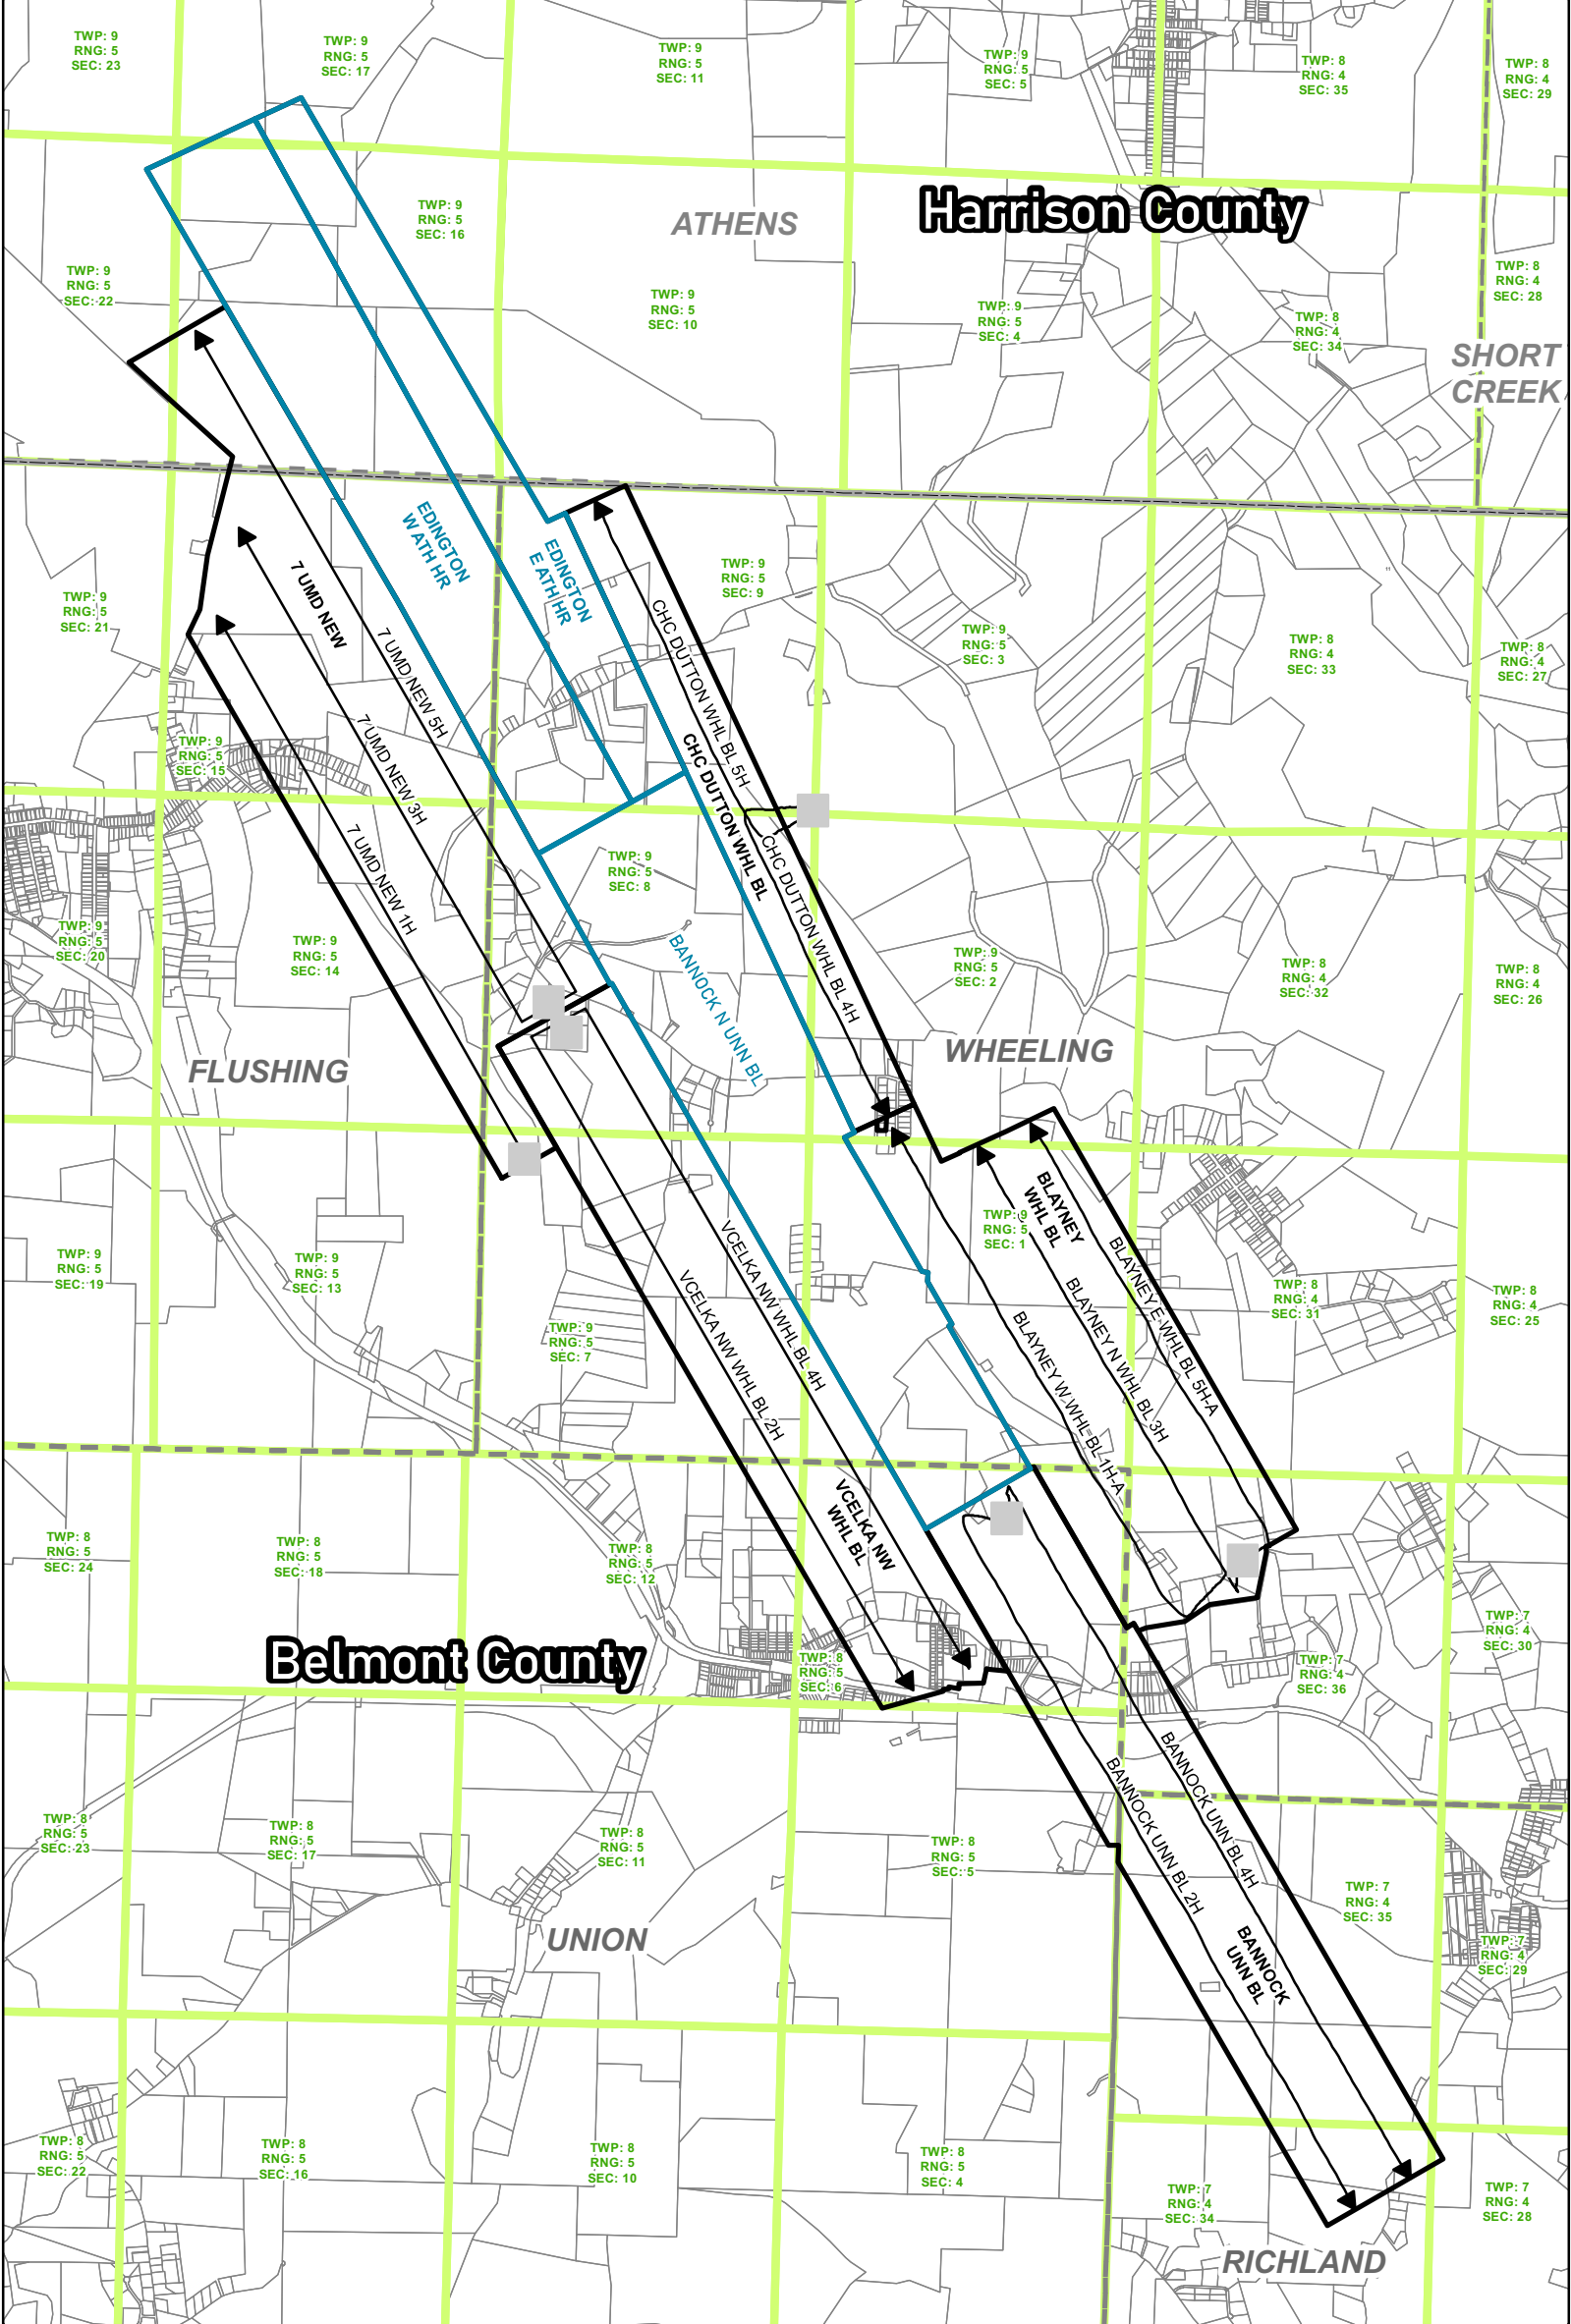 TWP: 9
RNG: 5
SEC: 23
TWP: 9
RNG: 5
SEC: 17
TWP: 9
RNG: 5
SEC: 11
TWP: 9
RNG: 5
SEC: 5
TWP: 8
RNG: 4
SEC: 35
TWP: 8
RNG: 4
SEC: 29
TWP: 9
RNG: 5
SEC: 16
ATHENS
Harrison County
TWP: 9
RNG: 5
SEC: 22
TWP: 9
RNG: 5
SEC: 10
TWP: 9
RNG: 5
SEC: 4
TWP: 8
RNG: 4
SEC: 34
TWP: 8
RNG: 4
SEC: 28
SHORT
CREEK
EDINGTON
W ATH HR
EDINGTON
E ATH HR
7 UMD NEW
7 UMD NEW 5H
7 UMD NEW 3H
7 UMD NEW 1H
CHC DUTTON WHL BL 5H
CHC DUTTON WHL BL
CHC DUTTON WHL BL 4H
TWP: 9
RNG: 5
SEC: 21
TWP: 9
RNG: 5
SEC: 9
TWP: 9
RNG: 5
SEC: 3
TWP: 8
RNG: 4
SEC: 33
TWP: 8
RNG: 4
SEC: 27
TWP: 9
RNG: 5
SEC: 15
TWP: 9
RNG: 5
SEC: 8
TWP: 9
RNG: 5
SEC: 20
TWP: 9
RNG: 5
SEC: 14
BANNOCK N UNN BL
TWP: 9
RNG: 5
SEC: 2
TWP: 8
RNG: 4
SEC: 32
TWP: 8
RNG: 4
SEC: 26
FLUSHING
WHEELING
TWP: 9
RNG: 5
SEC: 19
TWP: 9
RNG: 5
SEC: 13
TWP: 9
RNG: 5
SEC: 7
VCELKA NW WHL BL 4H
VCELKA NW WHL BL 2H
VCELKA NW
WHL BL
TWP: 9
RNG: 5
SEC: 1
BLAYNEY
WHL BL
BLAYNEY E WHL BL 5H-A
BLAYNEY N WHL BL 3H
BLAYNEY W WHL BL 1H-A
TWP: 8
RNG: 4
SEC: 31
TWP: 8
RNG: 4
SEC: 25
TWP: 8
RNG: 5
SEC: 24
TWP: 8
RNG: 5
SEC: 18
TWP: 8
RNG: 5
SEC: 12
Belmont County
TWP: 8
RNG: 5
SEC: 6
TWP: 7
RNG: 4
SEC: 36
TWP: 7
RNG: 4
SEC: 30
TWP: 8
RNG: 5
SEC: 23
TWP: 8
RNG: 5
SEC: 17
TWP: 8
RNG: 5
SEC: 11
TWP: 8
RNG: 5
SEC: 5
BANNOCK UNN BL 4H
BANNOCK UNN BL 2H
BANNOCK
UNN BL
TWP: 7
RNG: 4
SEC: 35
TWP: 7
RNG: 4
SEC: 29
UNION
TWP: 8
RNG: 5
SEC: 22
TWP: 8
RNG: 5
SEC: 16
TWP: 8
RNG: 5
SEC: 10
TWP: 8
RNG: 5
SEC: 4
TWP: 7
RNG: 4
SEC: 34
TWP: 7
RNG: 4
SEC: 28
RICHLAND